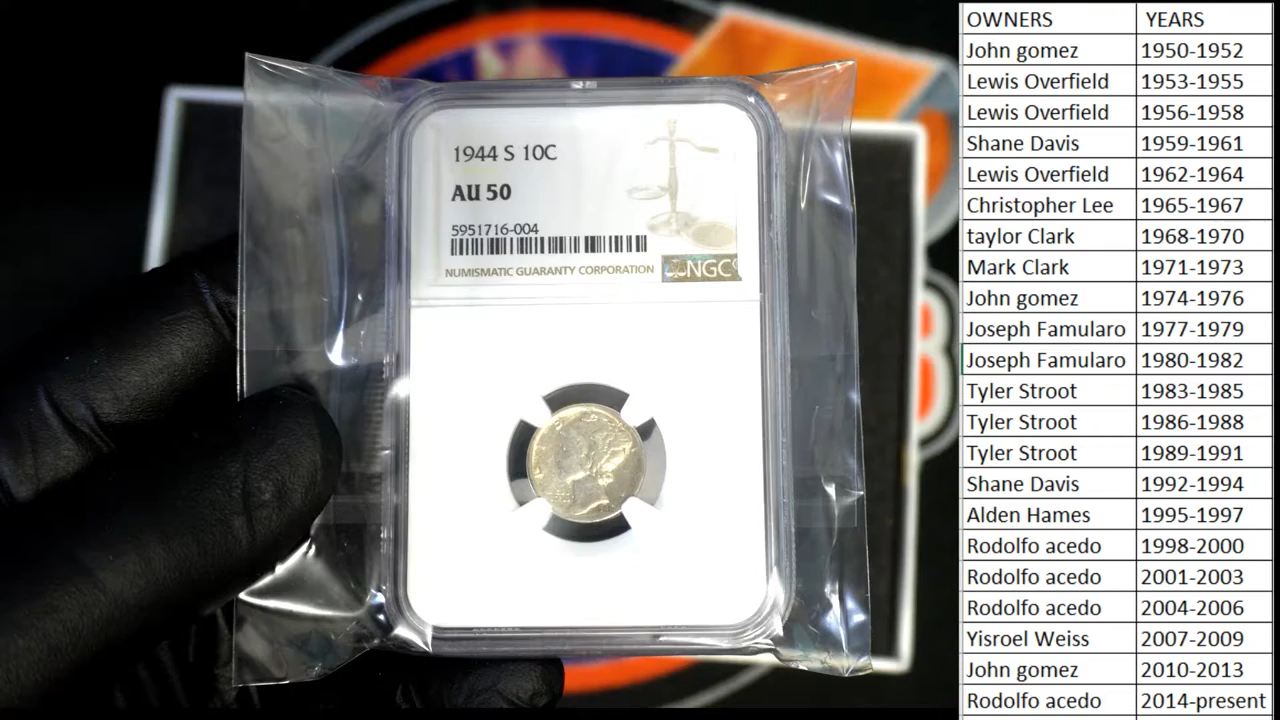 1944 S 10C
AU 50
5951716-004
NUMISMATIC GUARANTY CORPORATION
NGC
OWNERS YEARS
John gomez 1950-1952
Lewis Overfield 1953-1955
Lewis Overfield 1956-1958
Shane Davis 1959-1961
Lewis Overfield 1962-1964
Christopher Lee 1965-1967
taylor Clark 1968-1970
Mark Clark 1971-1973
John gomez 1974-1976
Joseph Famularo 1977-1979
Joseph Famularo 1980-1982
Tyler Stroot 1983-1985
Tyler Stroot 1986-1988
Tyler Stroot 1989-1991
Shane Davis 1992-1994
Alden Hames 1995-1997
Rodolfo acedo 1998-2000
Rodolfo acedo 2001-2003
Rodolfo acedo 2004-2006
Yisroel Weiss 2007-2009
John gomez 2010-2013
Rodolfo acedo 2014-present